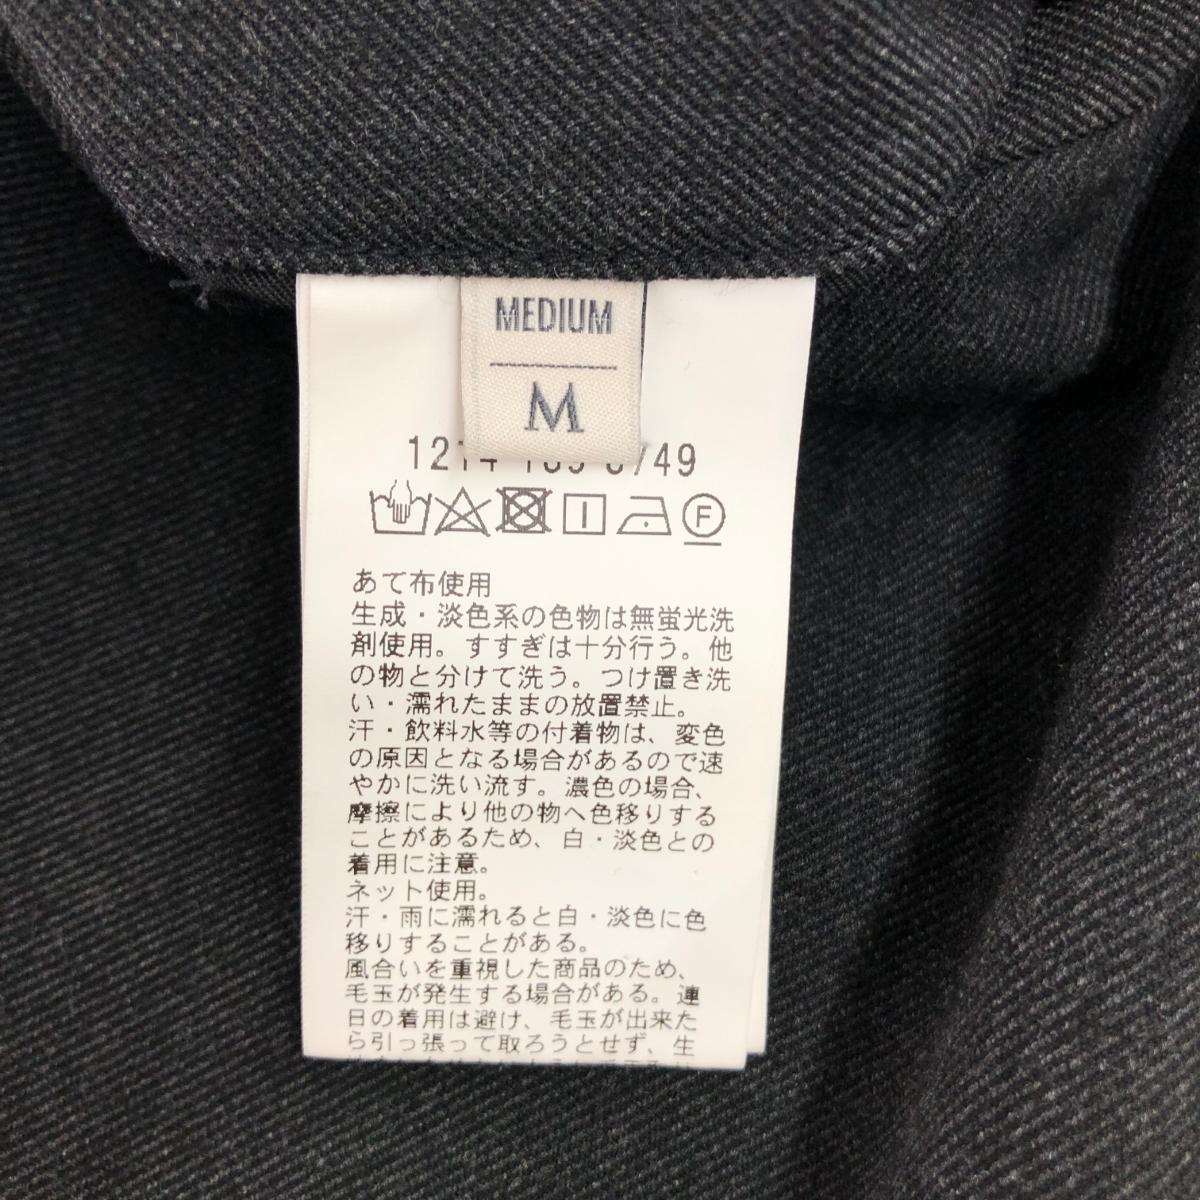 MEDIUM
M
49
F
あて布使用
生成・淡色系の色物は無蛍光洗
剤使用。すすぎは十分行う。他
の物と分けて洗う。つけ置き洗
い・濡れたままの放置禁止。
汗・飲料水等の付着物は、変色
の原因となる場合があるので速
やかに洗い流す。濃色の場合、
摩擦により他の物へ色移りする
ことがあるため、白・淡色との
着用に注意。
ネット使用。
汗・雨に濡れると白・淡色に色
移りすることがある。
風合いを重視した商品のため、
毛玉が発生する場合がある。連
日の着用は避け、毛玉が出来た
ら引っ張って取ろうとせず、生